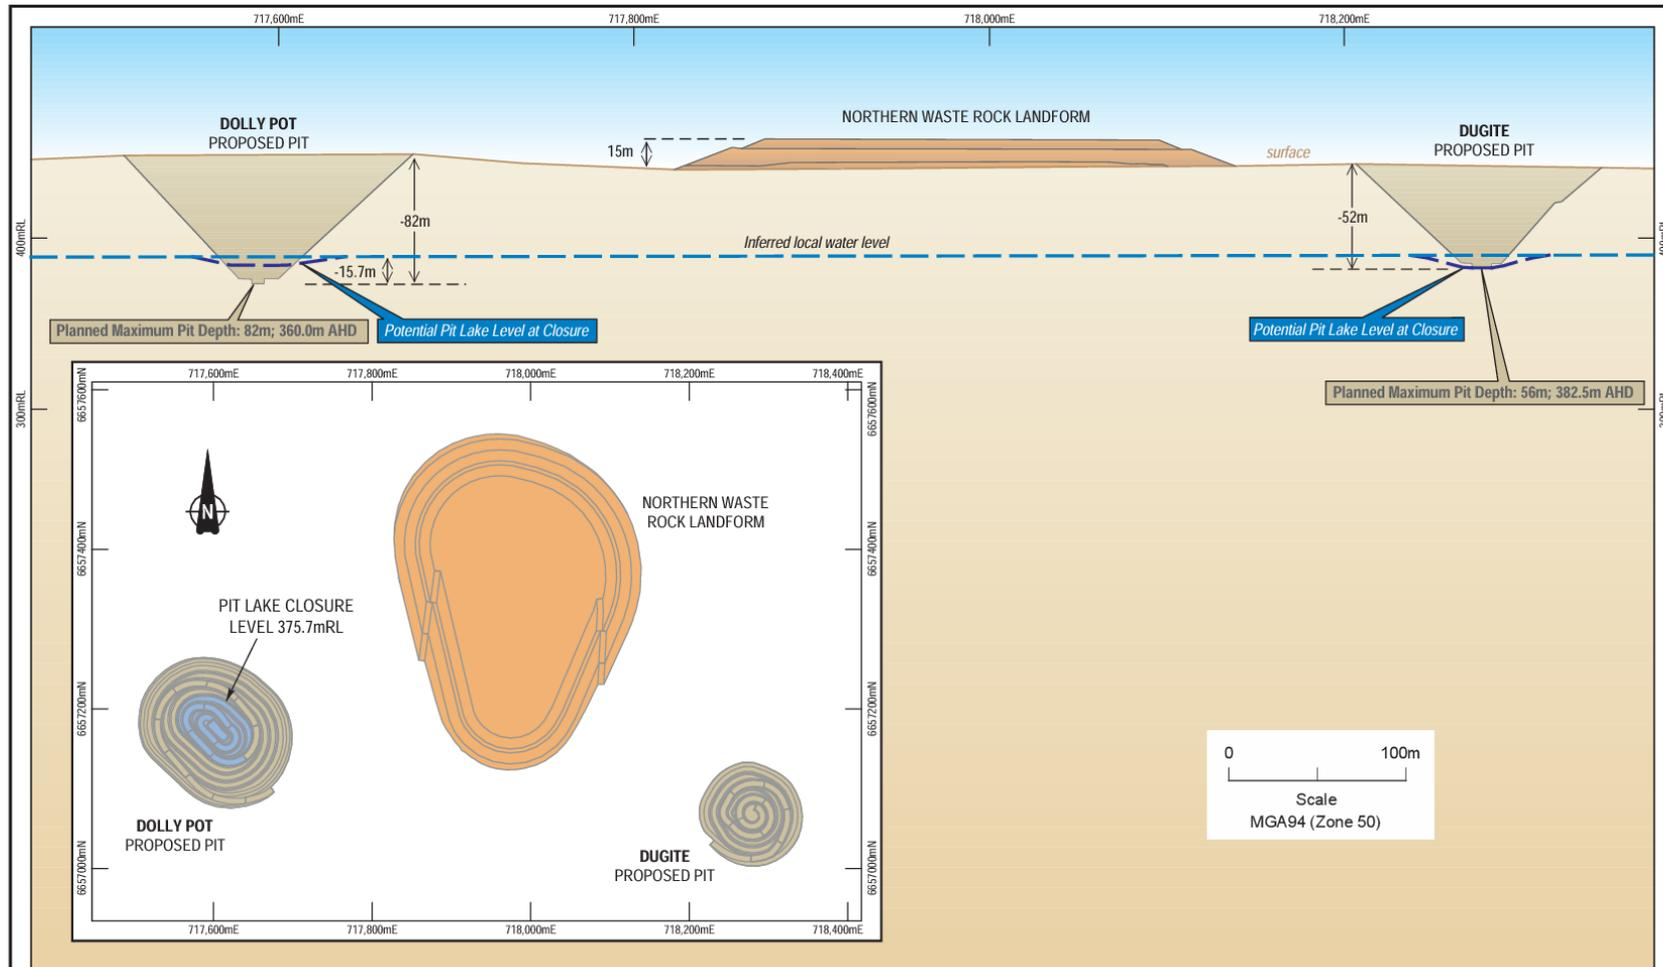 717,600mE
717,800mE
718,000mE
718,200mE
DOLLY POT
PROPOSED PIT
NORTHERN WASTE ROCK LANDFORM
DUGITE
PROPOSED PIT
15m
surface
-82m
-52m
400mRL
Inferred local water level
-15.7m
Planned Maximum Pit Depth: 82m; 360.0m AHD
Potential Pit Lake Level at Closure
Potential Pit Lake Level at Closure
Planned Maximum Pit Depth: 56m; 382.5m AHD
300mRL
717,600mE
717,800mE
718,000mE
718,200mE
718,400mE
6657600mN
6657600mN
N
NORTHERN WASTE
ROCK LANDFORM
6657400mN
6657400mN
PIT LAKE CLOSURE
LEVEL 375.7mRL
6657200mN
6657200mN
DOLLY POT
PROPOSED PIT
DUGITE
PROPOSED PIT
6657000mN
6657000mN
717,600mE
717,800mE
718,000mE
718,200mE
718,400mE
0
100m
Scale
MGA94 (Zone 50)